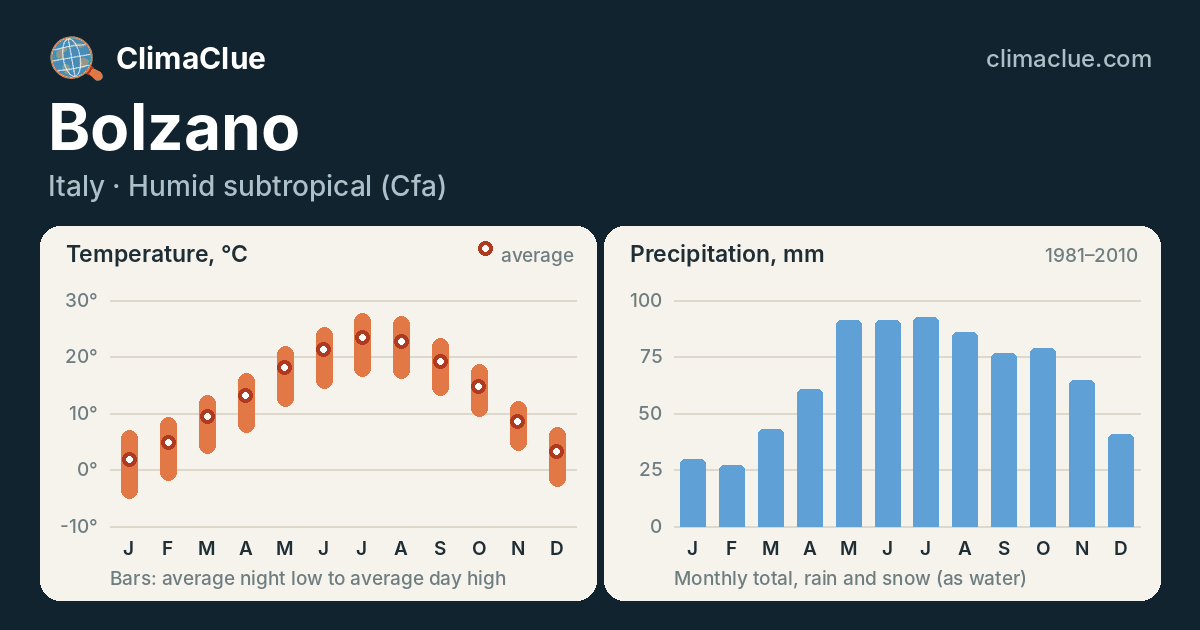 ClimaClue
climaclue.com
Bolzano
Italy · Humid subtropical (Cfa)
Temperature, °C
average
30°
20°
10°
0°
-10°
J F M A M J J A S O N D
Bars: average night low to average day high
Precipitation, mm
1981–2010
100
75
50
25
0
J F M A M J J A S O N D
Monthly total, rain and snow (as water)